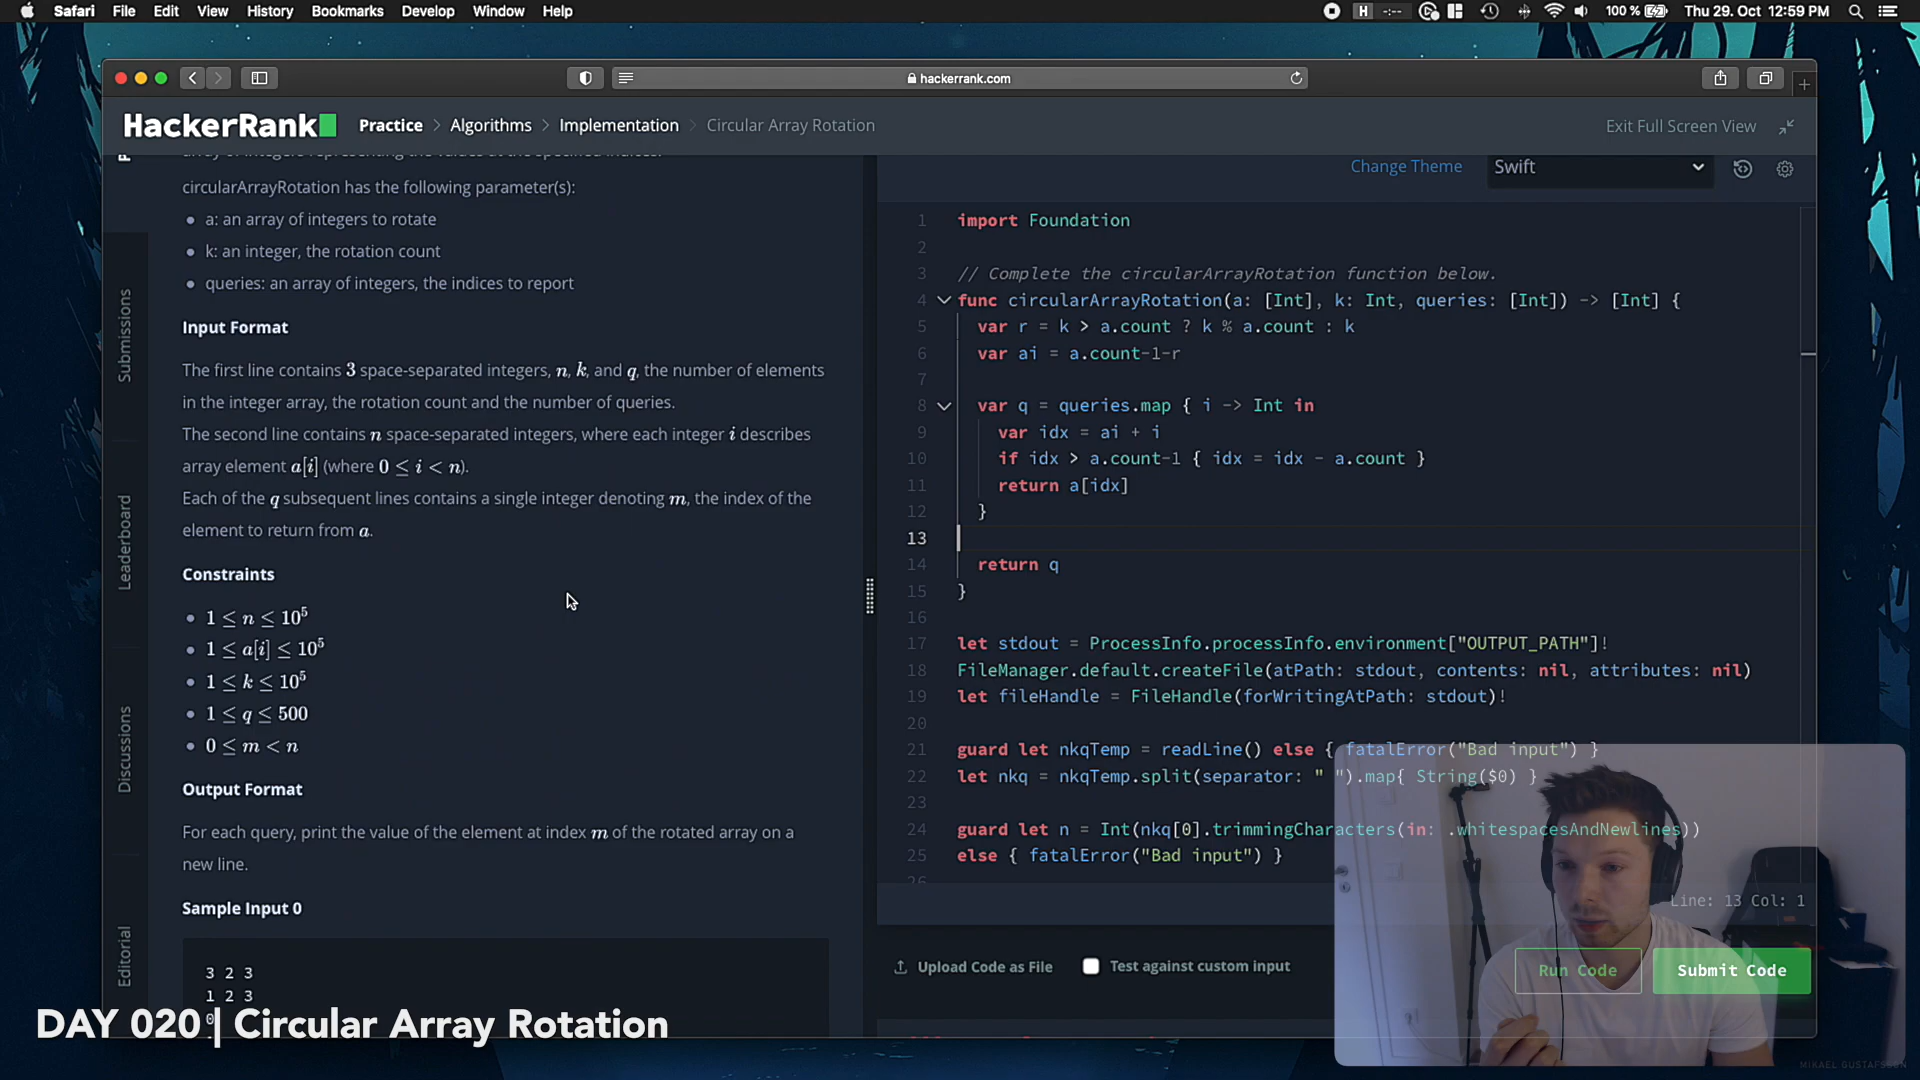 Safari File Edit View History Bookmarks Develop Window Help
H --:-- 100 % Thu 29. Oct 12:59 PM
hackerrank.com
HackerRank Practice > Algorithms > Implementation > Circular Array Rotation
Exit Full Screen View
circularArrayRotation has the following parameter(s):
• a: an array of integers to rotate
• k: an integer, the rotation count
• queries: an array of integers, the indices to report
Input Format
The first line contains 3 space-separated integers, n, k, and q, the number of elements
in the integer array, the rotation count and the number of queries.
The second line contains n space-separated integers, where each integer i describes
array element a[i] (where 0 ≤ i < n).
Each of the q subsequent lines contains a single integer denoting m, the index of the
element to return from a.
Constraints
• 1 ≤ n ≤ 10⁵
• 1 ≤ a[i] ≤ 10⁵
• 1 ≤ k ≤ 10⁵
• 1 ≤ q ≤ 500
• 0 ≤ m < n
Output Format
For each query, print the value of the element at index m of the rotated array on a
new line.
Sample Input 0
3 2 3
1 2 3
0
Submissions
Leaderboard
Discussions
Editorial
Change Theme Swift
1 import Foundation
2
3 // Complete the circularArrayRotation function below.
4 func circularArrayRotation(a: [Int], k: Int, queries: [Int]) -> [Int] {
5 var r = k > a.count ? k % a.count : k
6 var ai = a.count-1-r
7
8 var q = queries.map { i -> Int in
9 var idx = ai + i
10 if idx > a.count-1 { idx = idx - a.count }
11 return a[idx]
12 }
13
14 return q
15 }
16
17 let stdout = ProcessInfo.processInfo.environment["OUTPUT_PATH"]!
18 FileManager.default.createFile(atPath: stdout, contents: nil, attributes: nil)
19 let fileHandle = FileHandle(forWritingAtPath: stdout)!
20
21 guard let nkqTemp = readLine() else { fatalError("Bad input") }
22 let nkq = nkqTemp.split(separator: " ").map{ String($0) }
23
24 guard let n = Int(nkq[0].trimmingCharacters(in: .whitespacesAndNewlines))
25 else { fatalError("Bad input") }
26
Line: 13 Col: 1
Upload Code as File Test against custom input
Run Code Submit Code
DAY 020 | Circular Array Rotation
MIKAEL GUSTAFSSON